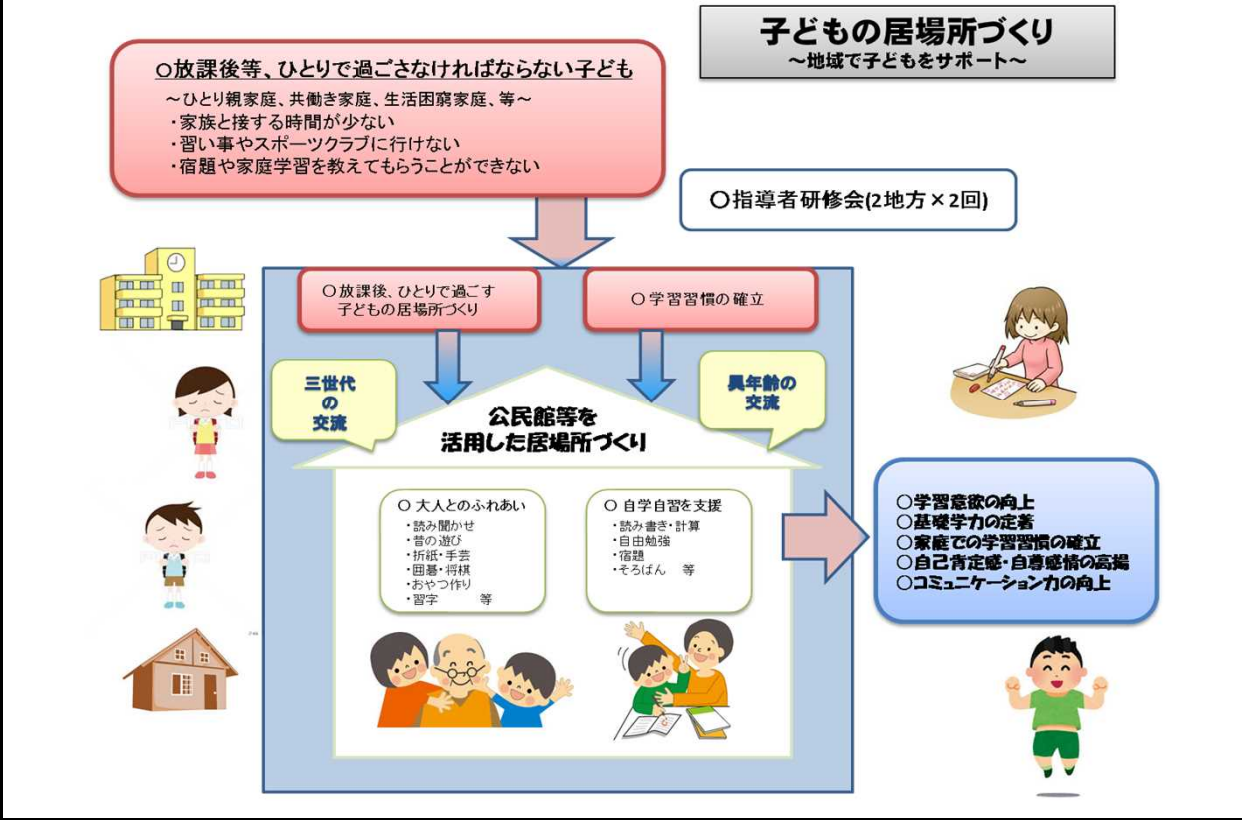 子どもの居場所づくり
～地域で子どもをサポート～
○放課後等、ひとりで過ごさなければならない子ども
～ひとり親家庭、共働き家庭、生活困窮家庭、等～
・家族と接する時間が少ない
・習い事やスポーツクラブに行けない
・宿題や家庭学習を教えてもらうことができない
○指導者研修会(2地方×2回)
○放課後、ひとりで過ごす
子どもの居場所づくり
○学習習慣の確立
三世代
の
交流
異年齢の
交流
公民館等を
活用した居場所づくり
○ 大人とのふれあい
・読み聞かせ
・昔の遊び
・折紙・手芸
・囲碁・将棋
・おやつ作り
・習字　　　等
○ 自学自習を支援
・読み書き・計算
・自由勉強
・宿題
・そろばん　等
○学習意欲の向上
○基礎学力の定着
○家庭での学習習慣の確立
○自己肯定感・自尊感情の高揚
○コミュニケーション力の向上